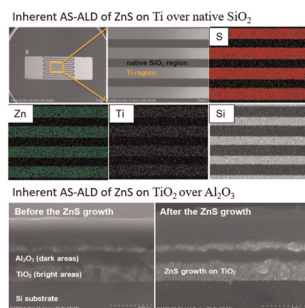 Inherent AS-ALD of ZnS on Ti over native SiO₂
S
native SiO₂ region
Ti region
Zn
Ti
Si
Inherent AS-ALD of ZnS on TiO₂ over Al₂O₃
Before the ZnS growth
After the ZnS growth
Al₂O₃ (dark areas)
TiO₂ (bright areas)
ZnS growth on TiO₂
Si substrate